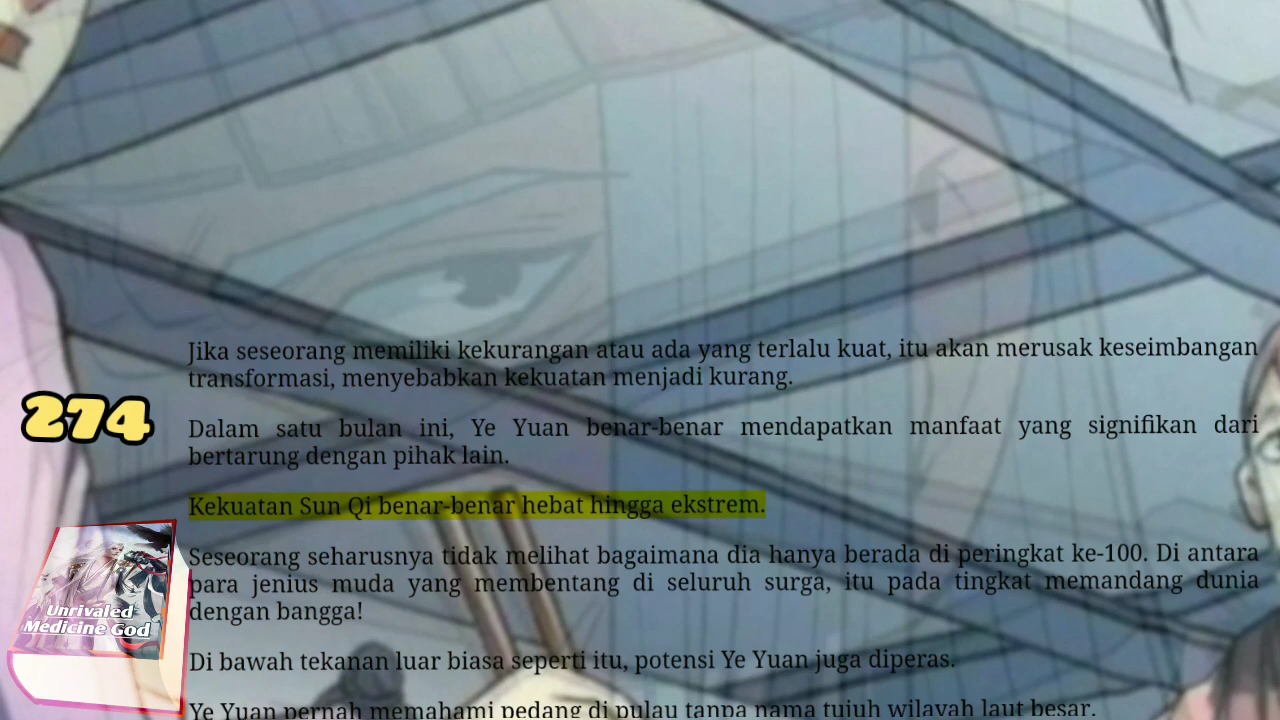 Jika seseorang memiliki kekurangan atau ada yang terlalu kuat, itu akan merusak keseimbangan
transformasi, menyebabkan kekuatan menjadi kurang.
274
Dalam satu bulan ini, Ye Yuan benar-benar mendapatkan manfaat yang signifikan dari
bertarung dengan pihak lain.
Kekuatan Sun Qi benar-benar hebat hingga ekstrem.
Seseorang seharusnya tidak melihat bagaimana dia hanya berada di peringkat ke-100. Di antara
para jenius muda yang membentang di seluruh surga, itu pada tingkat memandang dunia
dengan bangga!
Unrivaled
Medicine God
Di bawah tekanan luar biasa seperti itu, potensi Ye Yuan juga diperas.
Ye Yuan pernah memahami pedang di pulau tanpa nama tujuh wilayah laut besar.